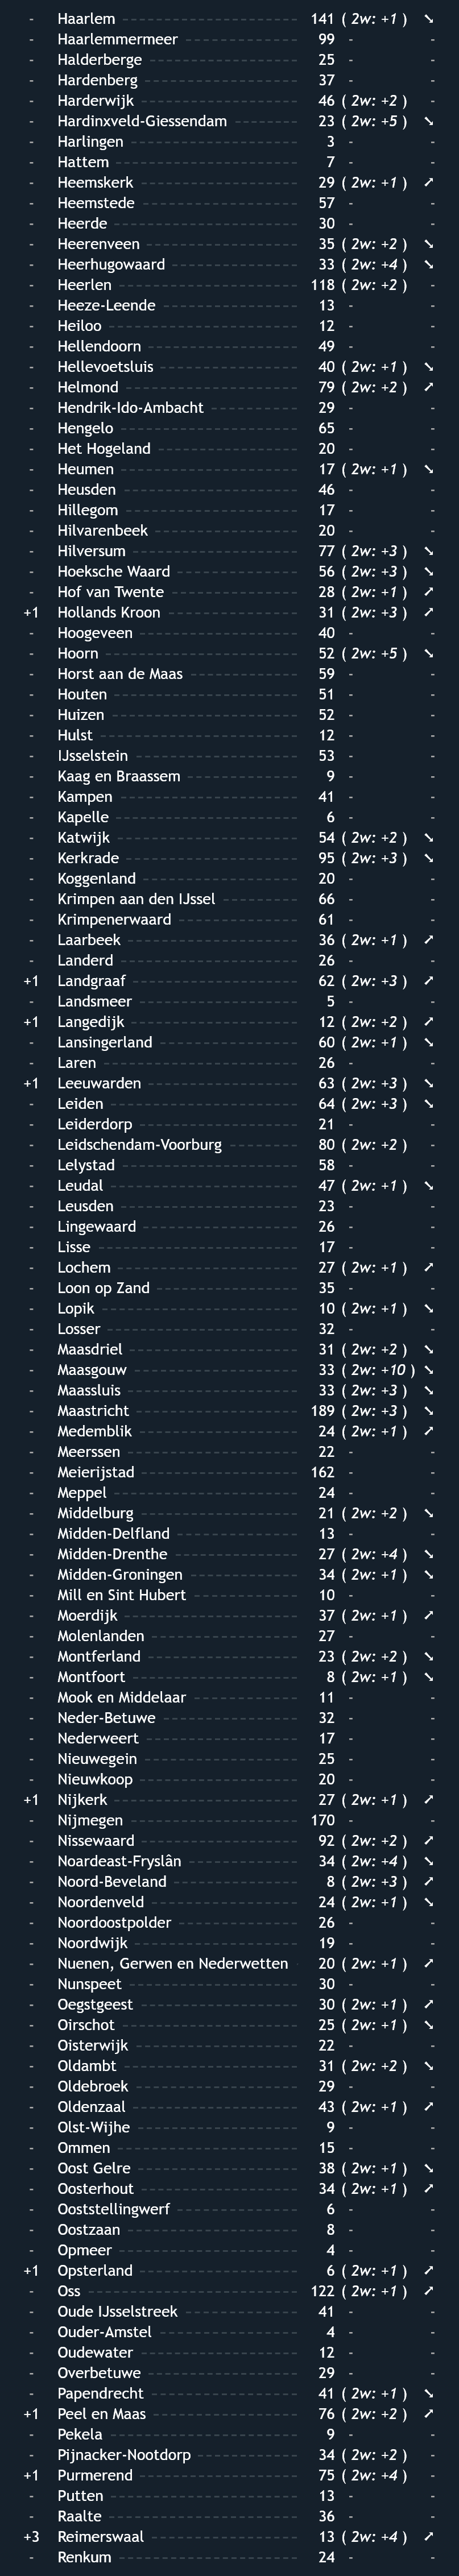 - Haarlem 141 ( 2w: +1 ) ➘
- Haarlemmermeer 99 - -
- Halderberge 25 - -
- Hardenberg 37 - -
- Harderwijk 46 ( 2w: +2 ) -
- Hardinxveld-Giessendam 23 ( 2w: +5 ) ➘
- Harlingen 3 - -
- Hattem 7 - -
- Heemskerk 29 ( 2w: +1 ) ➚
- Heemstede 57 - -
- Heerde 30 - -
- Heerenveen 35 ( 2w: +2 ) ➘
- Heerhugowaard 33 ( 2w: +4 ) ➘
- Heerlen 118 ( 2w: +2 ) -
- Heeze-Leende 13 - -
- Heiloo 12 - -
- Hellendoorn 49 - -
- Hellevoetsluis 40 ( 2w: +1 ) ➘
- Helmond 79 ( 2w: +2 ) ➚
- Hendrik-Ido-Ambacht 29 - -
- Hengelo 65 - -
- Het Hogeland 20 - -
- Heumen 17 ( 2w: +1 ) ➘
- Heusden 46 - -
- Hillegom 17 - -
- Hilvarenbeek 20 - -
- Hilversum 77 ( 2w: +3 ) ➘
- Hoeksche Waard 56 ( 2w: +3 ) ➘
- Hof van Twente 28 ( 2w: +1 ) ➚
+1 Hollands Kroon 31 ( 2w: +3 ) ➚
- Hoogeveen 40 - -
- Hoorn 52 ( 2w: +5 ) ➘
- Horst aan de Maas 59 - -
- Houten 51 - -
- Huizen 52 - -
- Hulst 12 - -
- IJsselstein 53 - -
- Kaag en Braassem 9 - -
- Kampen 41 - -
- Kapelle 6 - -
- Katwijk 54 ( 2w: +2 ) ➘
- Kerkrade 95 ( 2w: +3 ) ➘
- Koggenland 20 - -
- Krimpen aan den IJssel 66 - -
- Krimpenerwaard 61 - -
- Laarbeek 36 ( 2w: +1 ) ➚
- Landerd 26 - -
+1 Landgraaf 62 ( 2w: +3 ) ➚
- Landsmeer 5 - -
+1 Langedijk 12 ( 2w: +2 ) ➚
- Lansingerland 60 ( 2w: +1 ) ➘
- Laren 26 - -
+1 Leeuwarden 63 ( 2w: +3 ) ➘
- Leiden 64 ( 2w: +3 ) ➘
- Leiderdorp 21 - -
- Leidschendam-Voorburg 80 ( 2w: +2 ) -
- Lelystad 58 - -
- Leudal 47 ( 2w: +1 ) ➘
- Leusden 23 - -
- Lingewaard 26 - -
- Lisse 17 - -
- Lochem 27 ( 2w: +1 ) ➚
- Loon op Zand 35 - -
- Lopik 10 ( 2w: +1 ) ➘
- Losser 32 - -
- Maasdriel 31 ( 2w: +2 ) ➘
- Maasgouw 33 ( 2w: +10 ) ➘
- Maassluis 33 ( 2w: +3 ) ➘
- Maastricht 189 ( 2w: +3 ) ➘
- Medemblik 24 ( 2w: +1 ) ➚
- Meerssen 22 - -
- Meierijstad 162 - -
- Meppel 24 - -
- Middelburg 21 ( 2w: +2 ) ➘
- Midden-Delfland 13 - -
- Midden-Drenthe 27 ( 2w: +4 ) ➘
- Midden-Groningen 34 ( 2w: +1 ) ➘
- Mill en Sint Hubert 10 - -
- Moerdijk 37 ( 2w: +1 ) ➚
- Molenlanden 27 - -
- Montferland 23 ( 2w: +2 ) ➘
- Montfoort 8 ( 2w: +1 ) ➘
- Mook en Middelaar 11 - -
- Neder-Betuwe 32 - -
- Nederweert 17 - -
- Nieuwegein 25 - -
- Nieuwkoop 20 - -
+1 Nijkerk 27 ( 2w: +1 ) ➚
- Nijmegen 170 - -
- Nissewaard 92 ( 2w: +2 ) ➚
- Noardeast-Fryslân 34 ( 2w: +4 ) ➘
- Noord-Beveland 8 ( 2w: +3 ) ➚
- Noordenveld 24 ( 2w: +1 ) ➘
- Noordoostpolder 26 - -
- Noordwijk 19 - -
- Nuenen, Gerwen en Nederwetten 20 ( 2w: +1 ) ➚
- Nunspeet 30 - -
- Oegstgeest 30 ( 2w: +1 ) ➚
- Oirschot 25 ( 2w: +1 ) ➘
- Oisterwijk 22 - -
- Oldambt 31 ( 2w: +2 ) ➘
- Oldebroek 29 - -
- Oldenzaal 43 ( 2w: +1 ) ➚
- Olst-Wijhe 9 - -
- Ommen 15 - -
- Oost Gelre 38 ( 2w: +1 ) ➘
- Oosterhout 34 ( 2w: +1 ) ➚
- Ooststellingwerf 6 - -
- Oostzaan 8 - -
- Opmeer 4 - -
+1 Opsterland 6 ( 2w: +1 ) ➚
- Oss 122 ( 2w: +1 ) ➚
- Oude IJsselstreek 41 - -
- Ouder-Amstel 4 - -
- Oudewater 12 - -
- Overbetuwe 29 - -
- Papendrecht 41 ( 2w: +1 ) ➘
+1 Peel en Maas 76 ( 2w: +2 ) ➚
- Pekela 9 - -
- Pijnacker-Nootdorp 34 ( 2w: +2 ) -
+1 Purmerend 75 ( 2w: +4 ) -
- Putten 13 - -
- Raalte 36 - -
+3 Reimerswaal 13 ( 2w: +4 ) ➚
- Renkum 24 - -